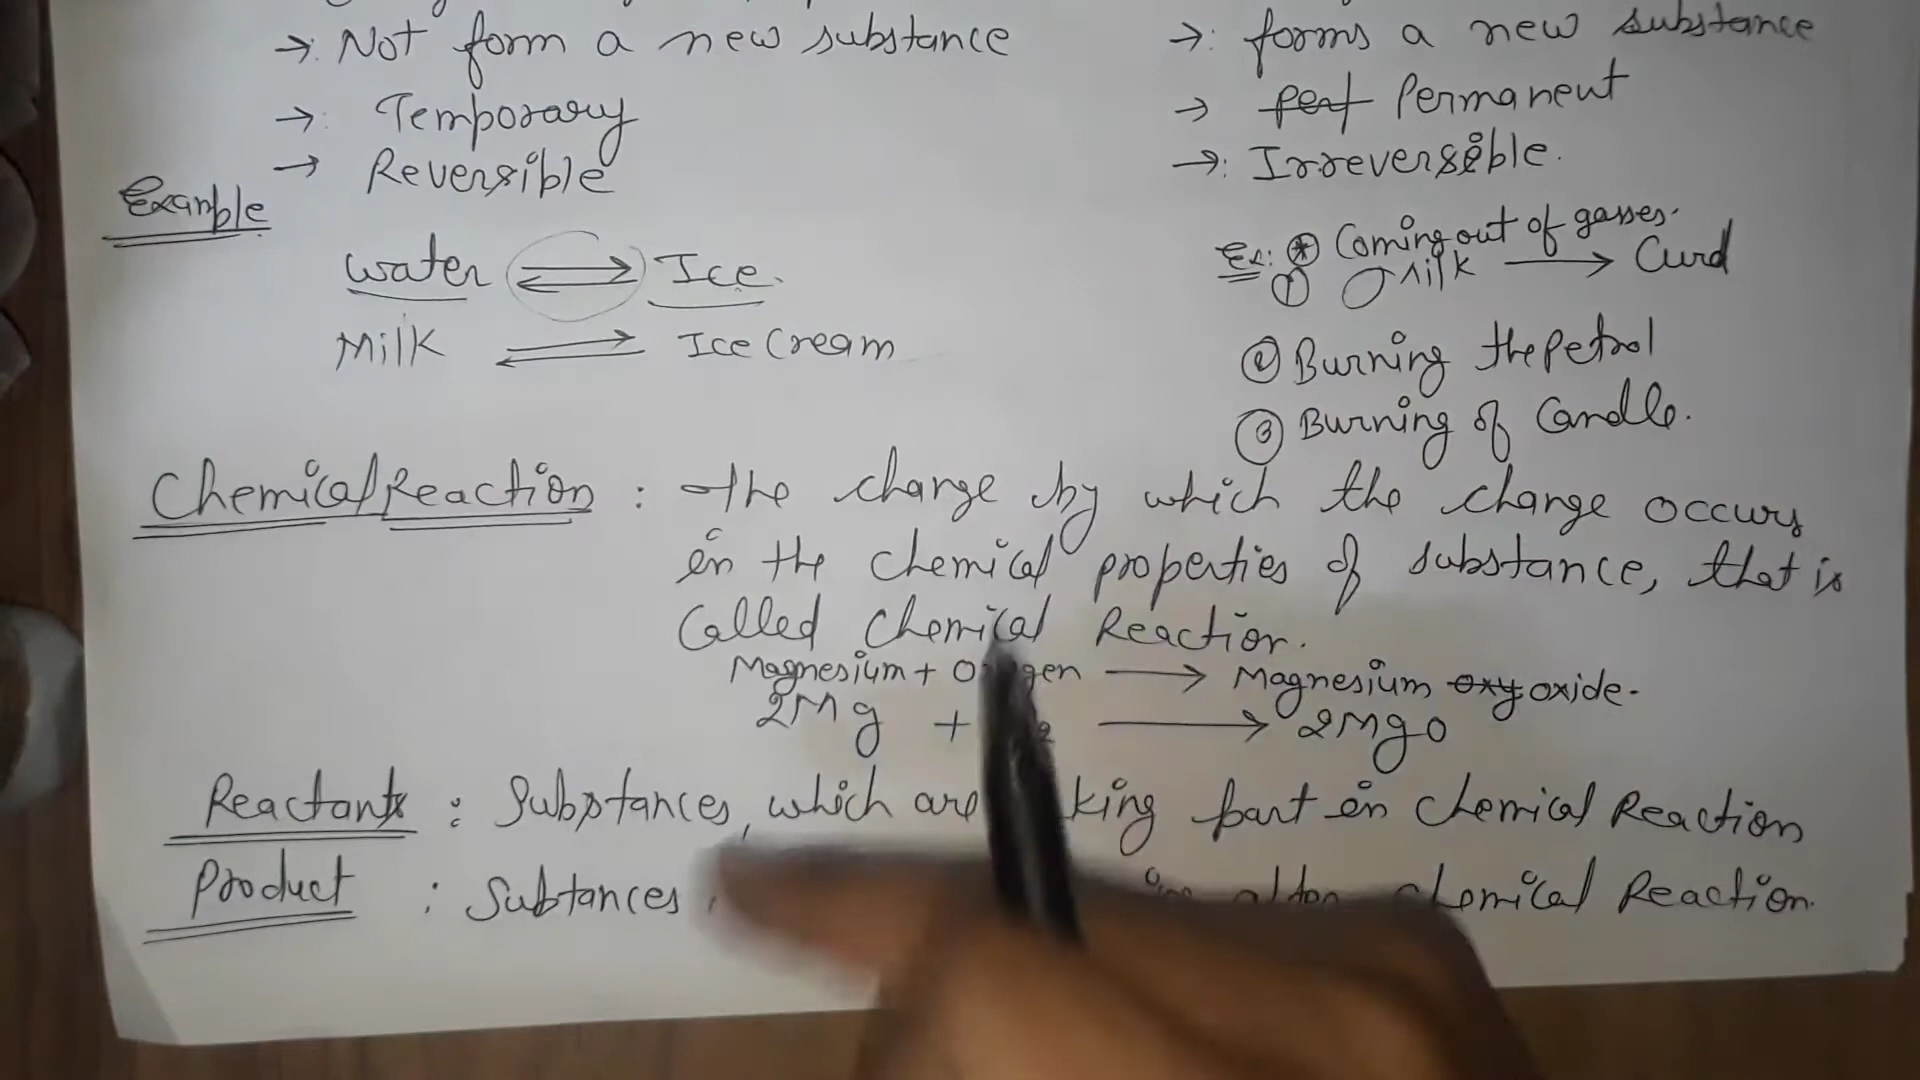 →: Not form a new substance
→: Temporary
→ Reversible
Example
water ⇌ Ice.
Milk ⇌ Ice Cream
→: forms a new substance
→ perf Permanent
→: Irreversible.
Ex: * Coming out of gasses.
① Milk → Curd
② Burning the petrol
③ Burning of Candle.
Chemical Reaction : The change by which the change occurs
in the chemical properties of substance, that is
Called Chemical Reaction.
Magnesium + → Magnesium oxy oxide.
2Mg + → 2MgO
Reactants : Substances, which are part in Chemical Reaction
Product : Subtances Chemical Reaction.